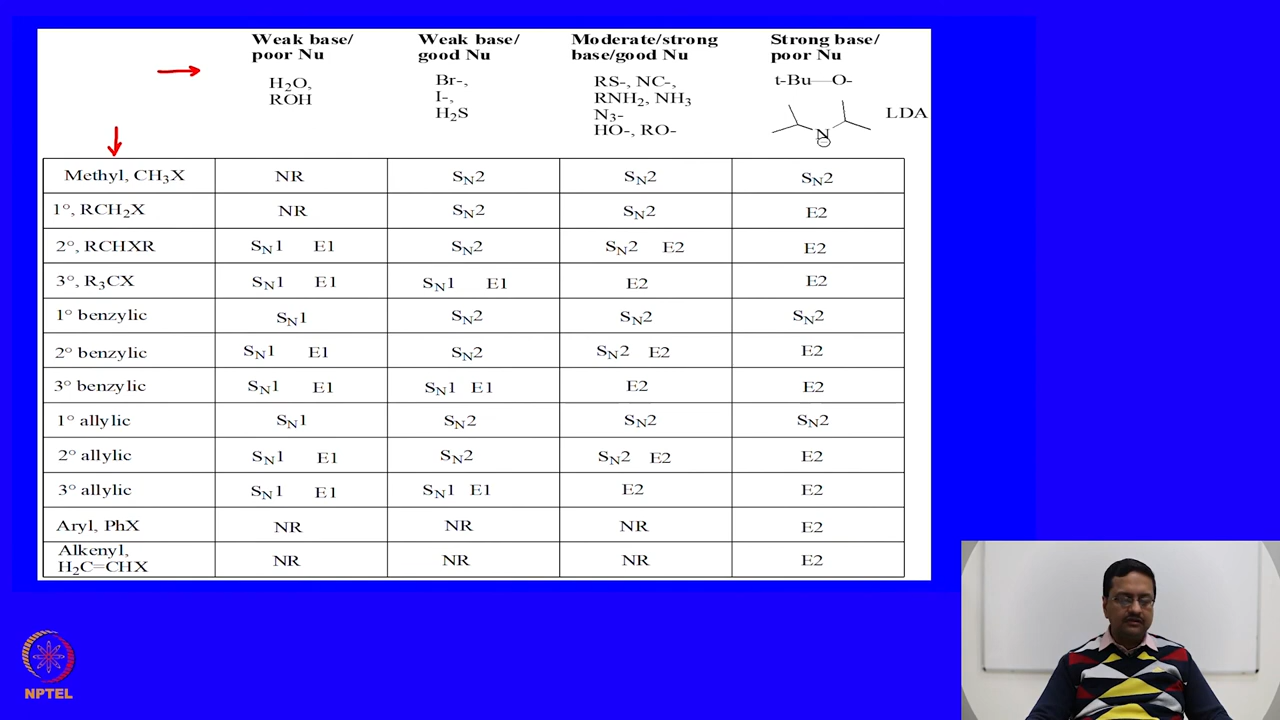 Weak base/ Weak base/ Moderate/strong Strong base/
poor Nu good Nu base/good Nu poor Nu
H2O, Br-, RS-, NC-, t-Bu—O-
ROH I-, RNH2, NH3
H2S N3- N LDA
HO-, RO-
Methyl, CH3X NR SN2 SN2 SN2
1°, RCH2X NR SN2 SN2 E2
2°, RCHXR SN1 E1 SN2 SN2 E2 E2
3°, R3CX SN1 E1 SN1 E1 E2 E2
1° benzylic SN1 SN2 SN2 SN2
2° benzylic SN1 E1 SN2 SN2 E2 E2
3° benzylic SN1 E1 SN1 E1 E2 E2
1° allylic SN1 SN2 SN2 SN2
2° allylic SN1 E1 SN2 SN2 E2 E2
3° allylic SN1 E1 SN1 E1 E2 E2
Aryl, PhX NR NR NR E2
Alkenyl,
H2C=CHX NR NR NR E2
NPTEL